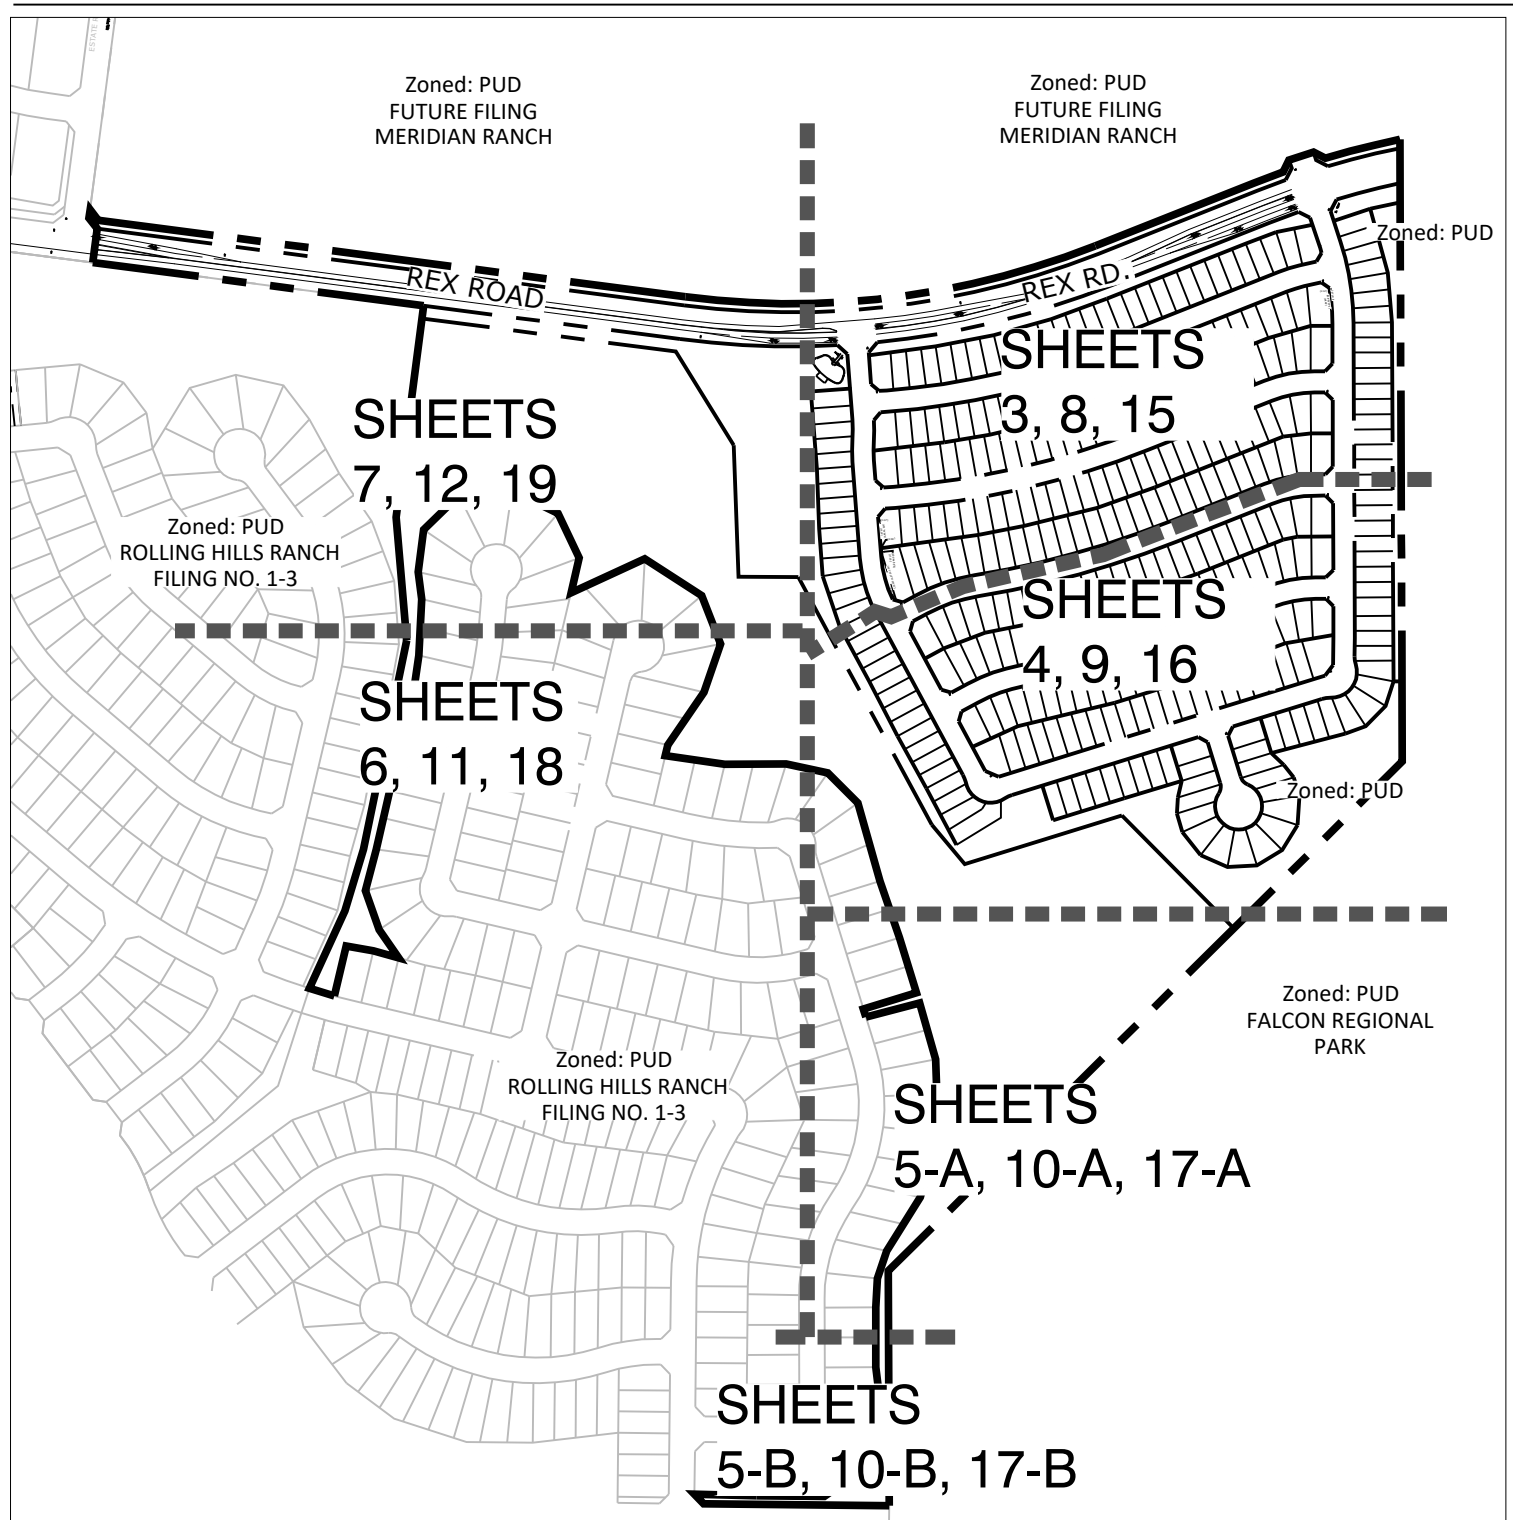 ESTATE
Zoned: PUD
FUTURE FILING
MERIDIAN RANCH
Zoned: PUD
FUTURE FILING
MERIDIAN RANCH
Zoned: PUD
REX ROAD
REX RD.
SHEETS
3, 8, 15
SHEETS
7, 12, 19
Zoned: PUD
ROLLING HILLS RANCH
FILING NO. 1-3
SHEETS
4, 9, 16
SHEETS
6, 11, 18
Zoned: PUD
Zoned: PUD
FALCON REGIONAL
PARK
Zoned: PUD
ROLLING HILLS RANCH
FILING NO. 1-3
SHEETS
5-A, 10-A, 17-A
SHEETS
5-B, 10-B, 17-B